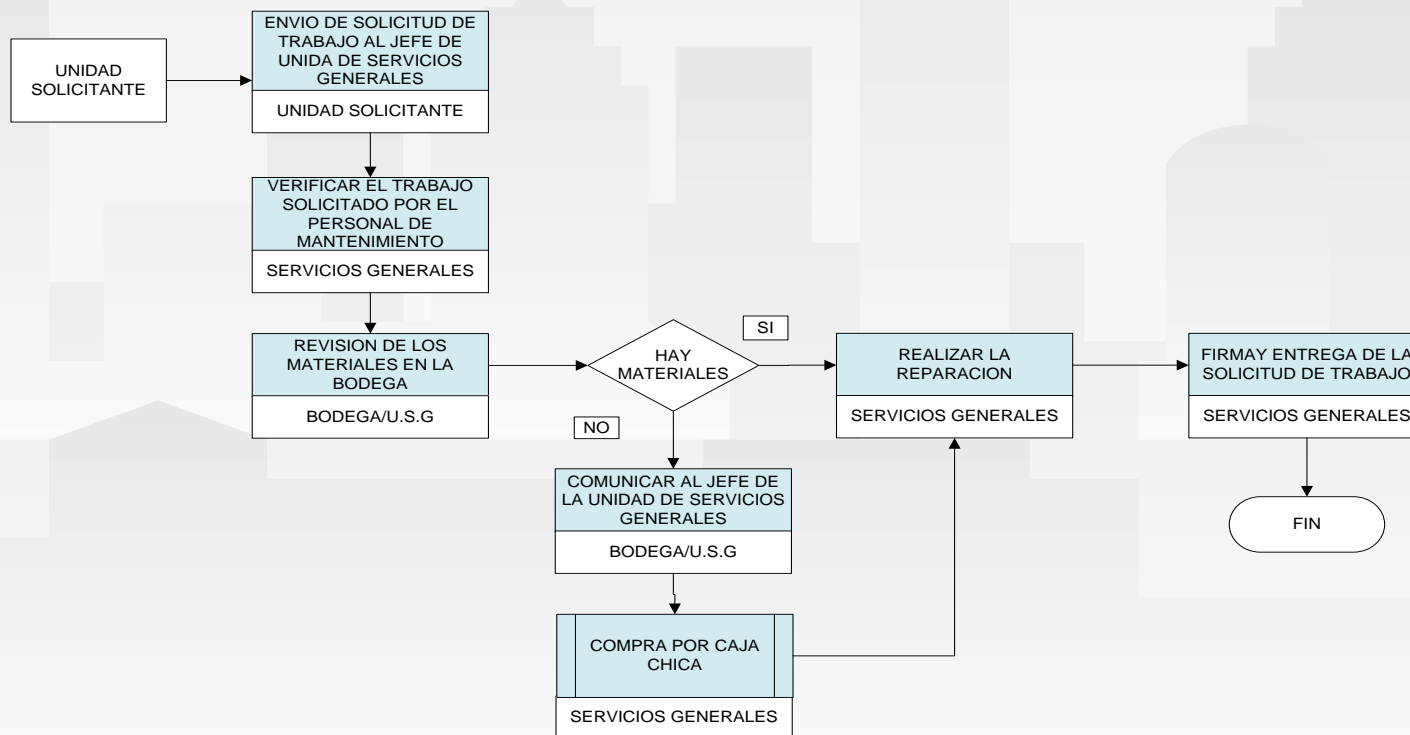 UNIDAD
SOLICITANTE
ENVIO DE SOLICITUD DE
TRABAJO AL JEFE DE
UNIDA DE SERVICIOS
GENERALES
UNIDAD SOLICITANTE
VERIFICAR EL TRABAJO
SOLICITADO POR EL
PERSONAL DE
MANTENIMIENTO
SERVICIOS GENERALES
REVISION DE LOS
MATERIALES EN LA
BODEGA
BODEGA/U.S.G
HAY
MATERIALES
SI
NO
REALIZAR LA
REPARACION
SERVICIOS GENERALES
FIRMAY ENTREGA DE LA
SOLICITUD DE TRABAJO
SERVICIOS GENERALES
FIN
COMUNICAR AL JEFE DE
LA UNIDAD DE SERVICIOS
GENERALES
BODEGA/U.S.G
COMPRA POR CAJA
CHICA
SERVICIOS GENERALES